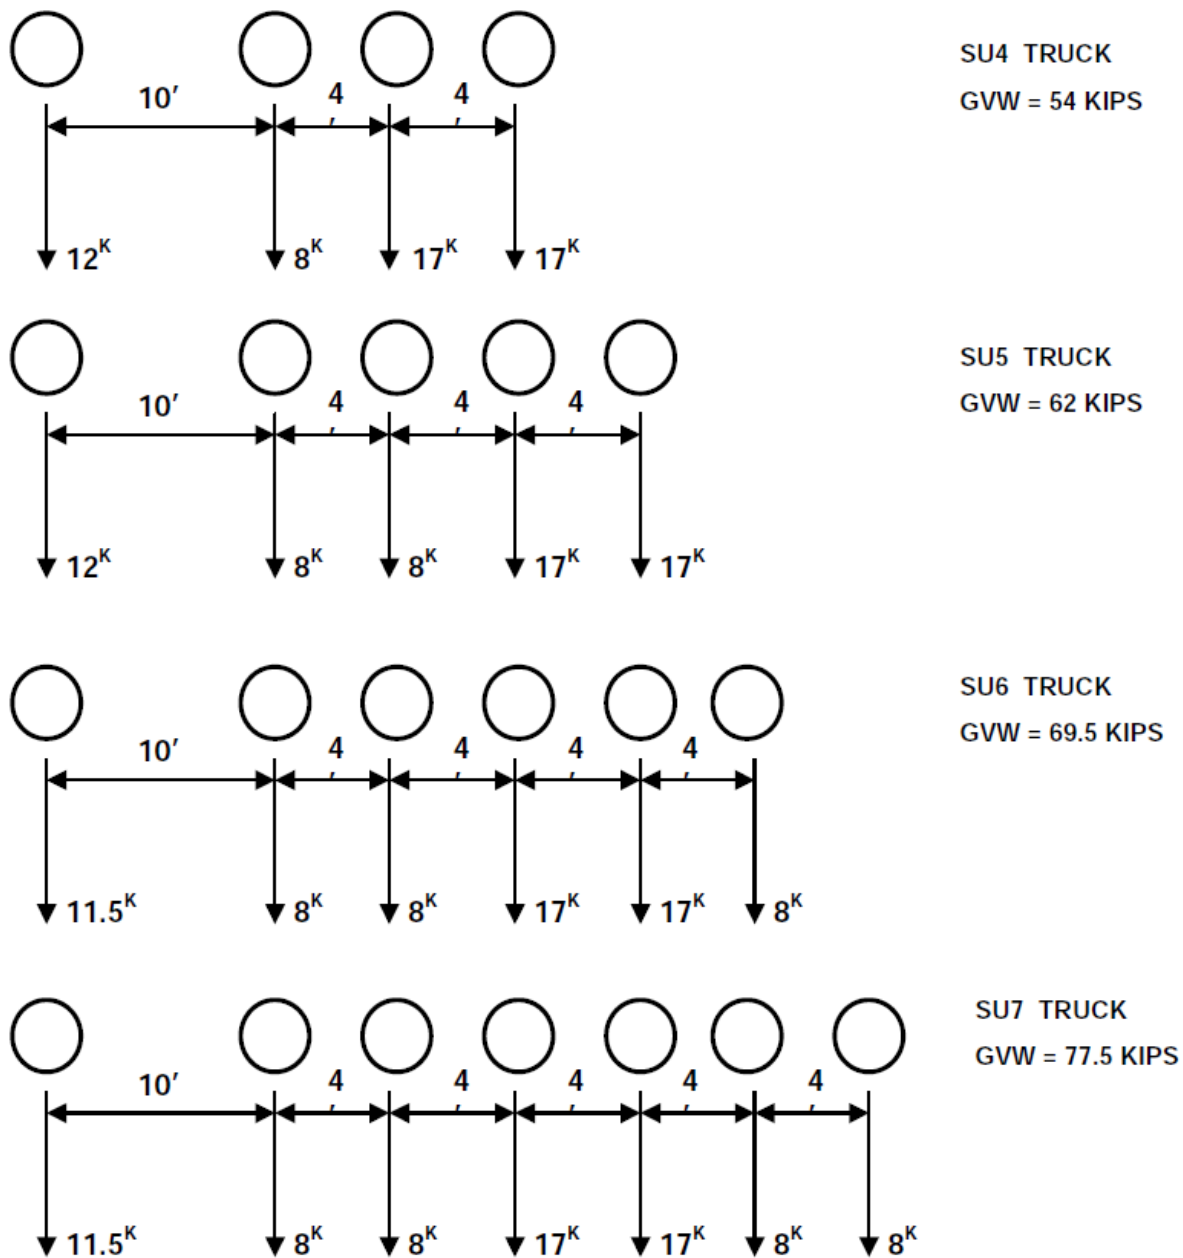 SU4 TRUCK
GVW = 54 KIPS
10′ 4′ 4′
12ᴷ 8ᴷ 17ᴷ 17ᴷ
SU5 TRUCK
GVW = 62 KIPS
10′ 4′ 4′ 4′
12ᴷ 8ᴷ 8ᴷ 17ᴷ 17ᴷ
SU6 TRUCK
GVW = 69.5 KIPS
10′ 4′ 4′ 4′ 4′
11.5ᴷ 8ᴷ 8ᴷ 17ᴷ 17ᴷ 8ᴷ
SU7 TRUCK
GVW = 77.5 KIPS
10′ 4′ 4′ 4′ 4′ 4′
11.5ᴷ 8ᴷ 8ᴷ 17ᴷ 17ᴷ 8ᴷ 8ᴷ